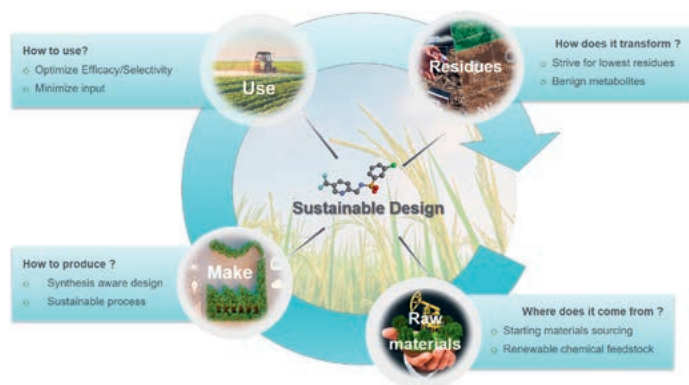 How to use?
Optimize Efficacy/Selectivity
Minimize input
Use
How does it transform ?
Strive for lowest residues
Benign metabolites
Residues
Sustainable Design
How to produce ?
Synthesis aware design
Sustainable process
Make
Where does it come from ?
Starting materials sourcing
Renewable chemical feedstock
Raw
materials